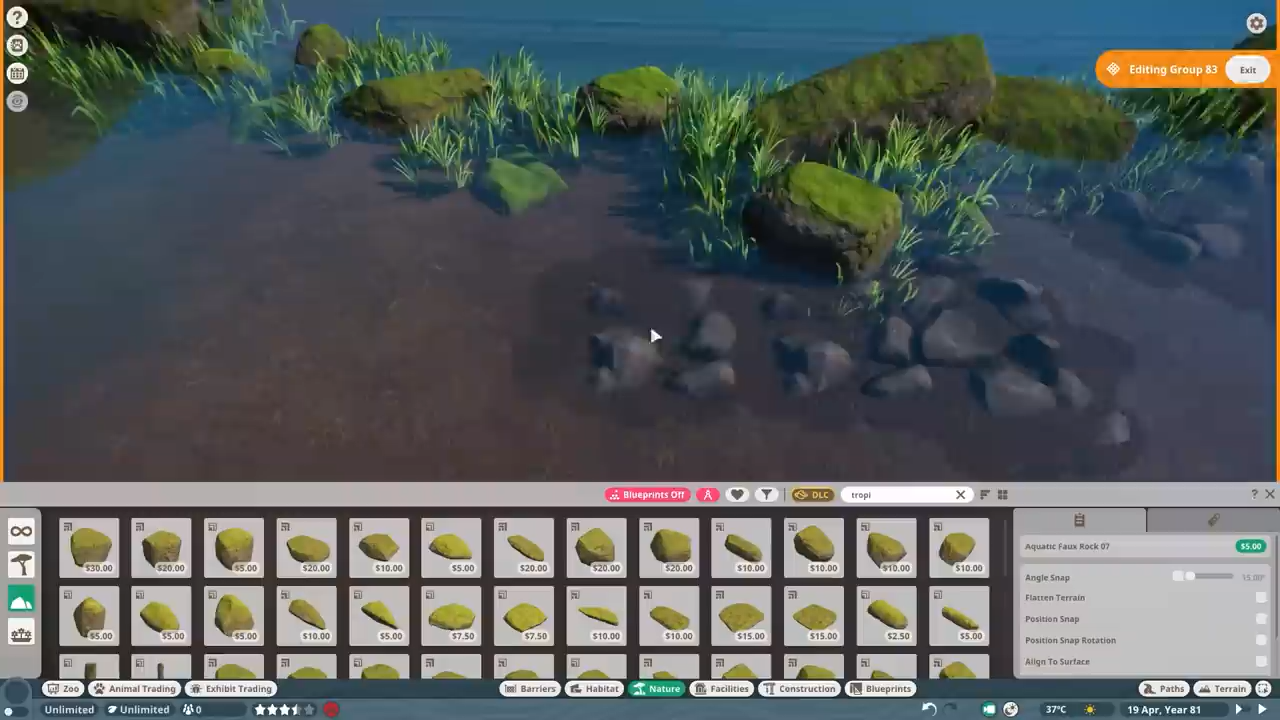 ?
Editing Group 83 Exit
Blueprints Off DLC tropi
$30.00 $20.00 $5.00 $20.00 $10.00 $5.00 $20.00 $20.00 $20.00 $10.00 $10.00 $10.00 $10.00
$5.00 $5.00 $5.00 $10.00 $5.00 $7.50 $7.50 $10.00 $10.00 $15.00 $15.00 $2.50 $5.00
Aquatic Faux Rock 07 $5.00
Angle Snap 15.00°
Flatten Terrain
Position Snap
Position Snap Rotation
Align To Surface
Zoo Animal Trading Exhibit Trading Barriers Habitat Nature Facilities Construction Blueprints Paths Terrain
Unlimited Unlimited 0 37°C 19 Apr, Year 81